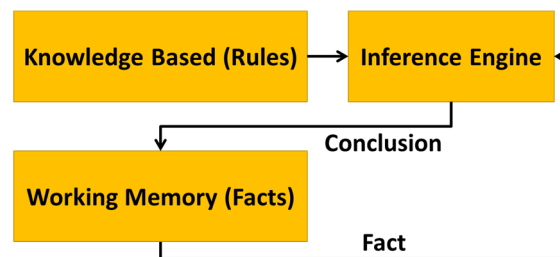 Knowledge Based (Rules)
Inference Engine
Conclusion
Working Memory (Facts)
Fact